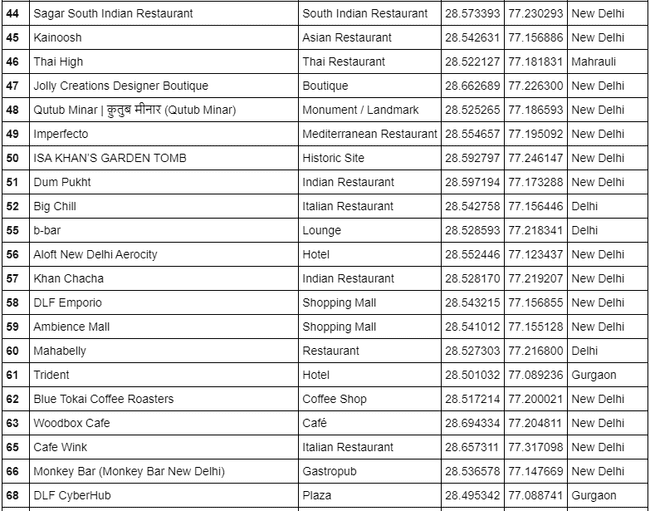 44 Sagar South Indian Restaurant South Indian Restaurant 28.573393 77.230293 New Delhi
45 Kainoosh Asian Restaurant 28.542631 77.156886 New Delhi
46 Thai High Thai Restaurant 28.522127 77.181831 Mahrauli
47 Jolly Creations Designer Boutique Boutique 28.662689 77.226300 New Delhi
48 Qutub Minar | क़ुतुब मीनार (Qutub Minar) Monument / Landmark 28.525265 77.186593 New Delhi
49 Imperfecto Mediterranean Restaurant 28.554657 77.195092 New Delhi
50 ISA KHAN'S GARDEN TOMB Historic Site 28.592797 77.246147 New Delhi
51 Dum Pukht Indian Restaurant 28.597194 77.173288 New Delhi
52 Big Chill Italian Restaurant 28.542758 77.156446 Delhi
55 b-bar Lounge 28.528593 77.218341 Delhi
56 Aloft New Delhi Aerocity Hotel 28.552446 77.123437 New Delhi
57 Khan Chacha Indian Restaurant 28.528170 77.219207 New Delhi
58 DLF Emporio Shopping Mall 28.543215 77.156855 New Delhi
59 Ambience Mall Shopping Mall 28.541012 77.155128 New Delhi
60 Mahabelly Restaurant 28.527303 77.216800 Delhi
61 Trident Hotel 28.501032 77.089236 Gurgaon
62 Blue Tokai Coffee Roasters Coffee Shop 28.517214 77.200021 New Delhi
63 Woodbox Cafe Café 28.694334 77.204811 New Delhi
65 Cafe Wink Italian Restaurant 28.657311 77.317098 New Delhi
66 Monkey Bar (Monkey Bar New Delhi) Gastropub 28.536578 77.147669 New Delhi
68 DLF CyberHub Plaza 28.495342 77.088741 Gurgaon